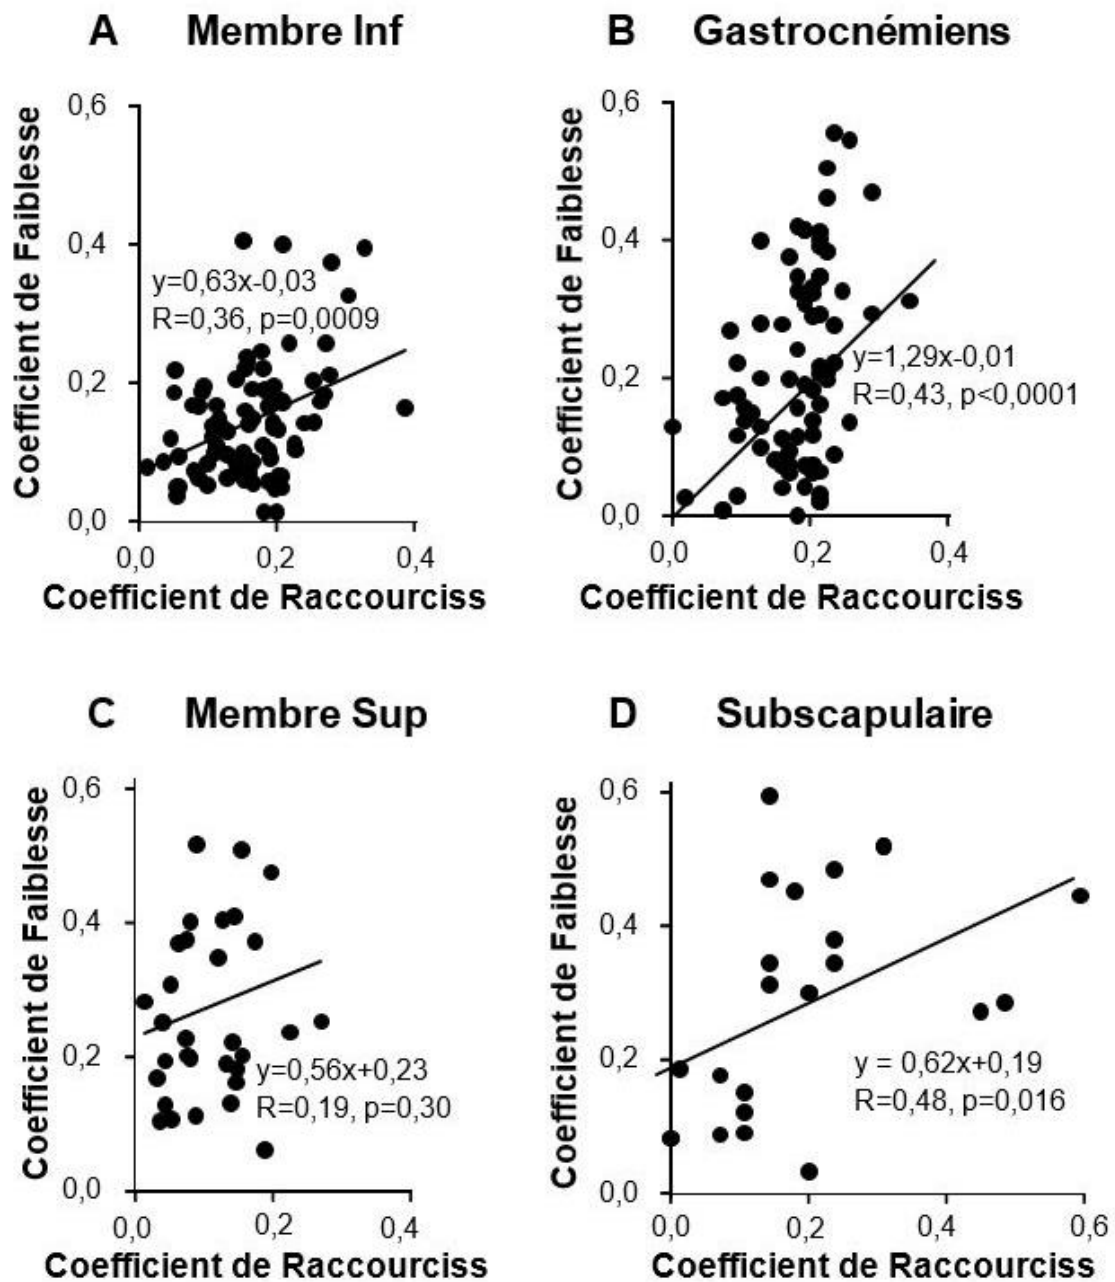 A Membre Inf
Coefficient de Faiblesse
0,6
0,4
0,2
0,0
y=0,63x-0,03
R=0,36, p=0,0009
0,0 0,2 0,4
Coefficient de Raccourciss
B Gastrocnémiens
Coefficient de Faiblesse
0,6
0,4
0,2
0,0
y=1,29x-0,01
R=0,43, p<0,0001
0,0 0,2 0,4
Coefficient de Raccourciss
C Membre Sup
Coefficient de Faiblesse
0,6
0,4
0,2
0,0
y=0,56x+0,23
R=0,19, p=0,30
0,0 0,2 0,4
Coefficient de Raccourciss
D Subscapulaire
Coefficient de Faiblesse
0,6
0,4
0,2
0,0
y = 0,62x+0,19
R=0,48, p=0,016
0,0 0,2 0,4 0,6
Coefficient de Raccourciss